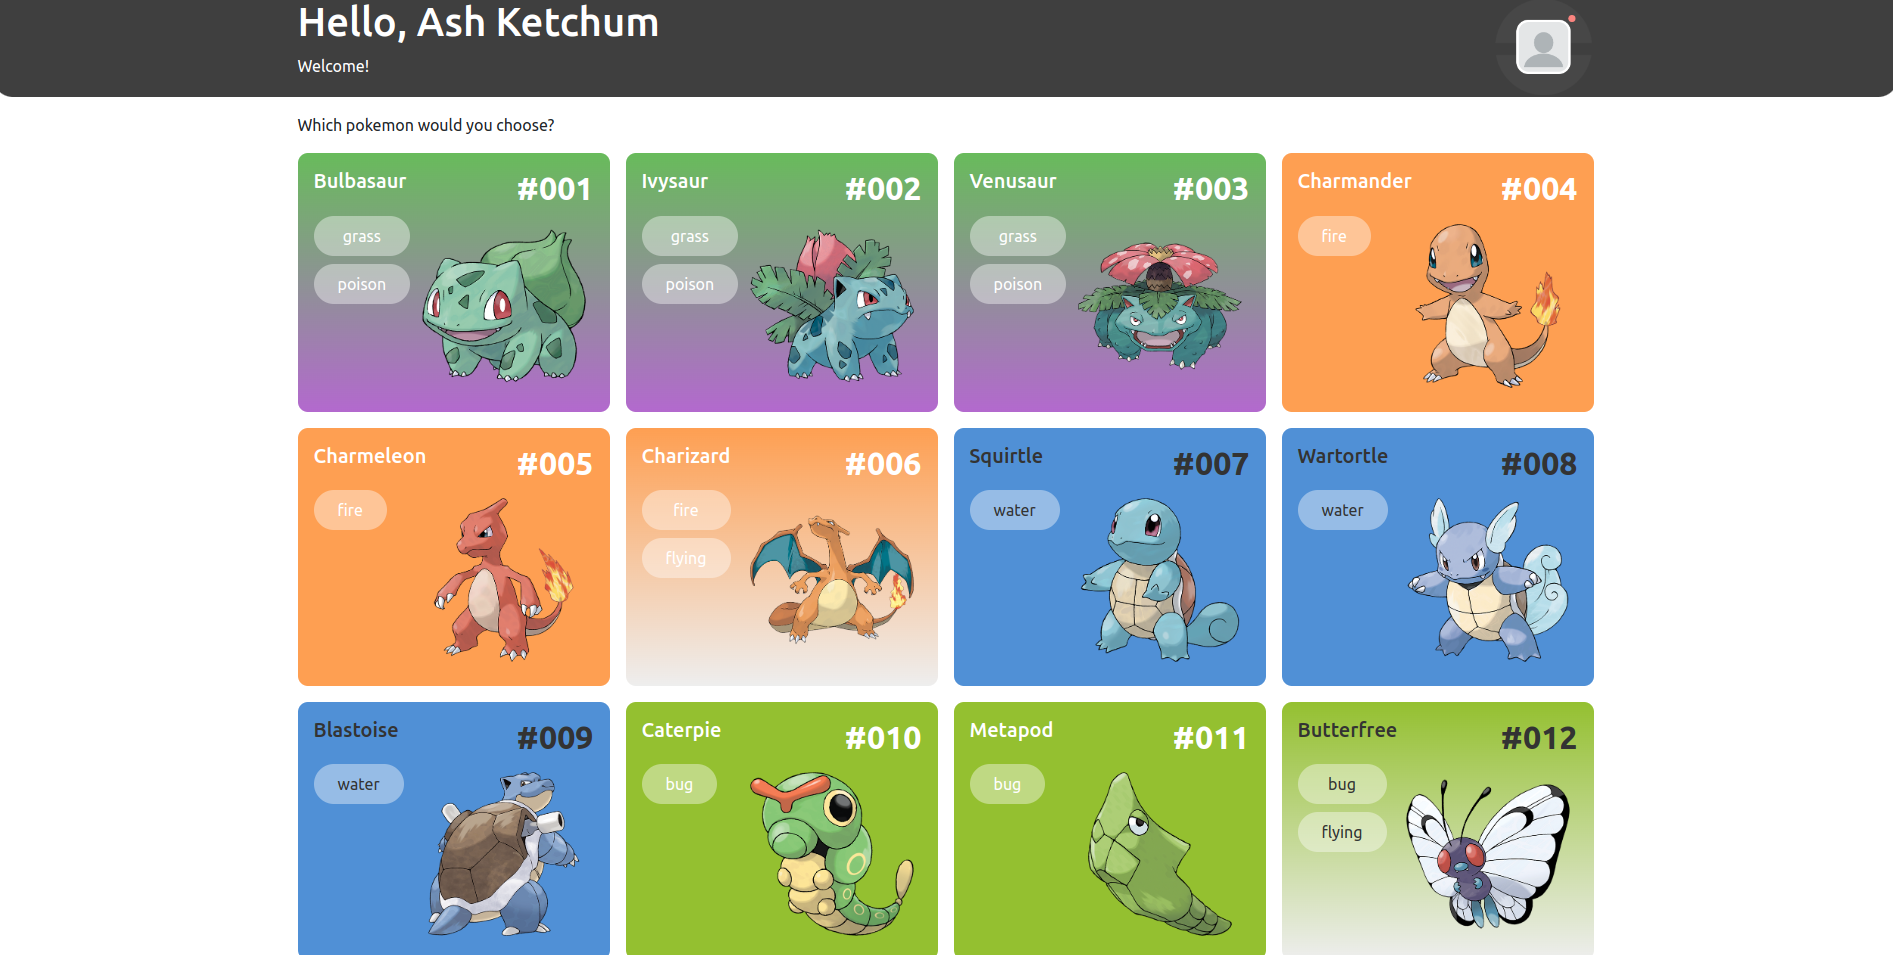 Hello, Ash Ketchum
Welcome!
Which pokemon would you choose?
Bulbasaur
#001
grass
poison
Ivysaur
#002
grass
poison
Venusaur
#003
grass
poison
Charmander
#004
fire
Charmeleon
#005
fire
Charizard
#006
fire
flying
Squirtle
#007
water
Wartortle
#008
water
Blastoise
#009
water
Caterpie
#010
bug
Metapod
#011
bug
Butterfree
#012
bug
flying